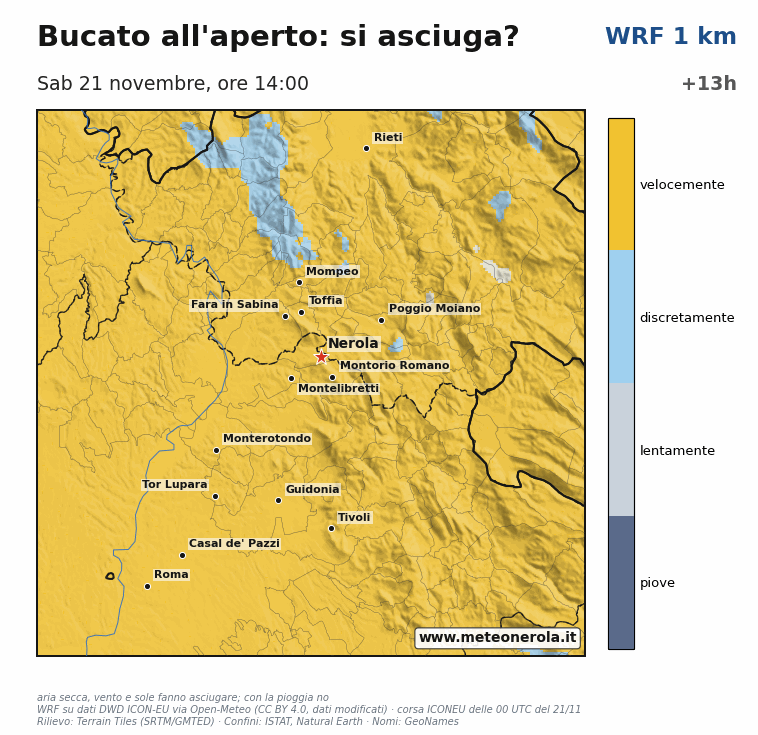 Bucato all'aperto: si asciuga?
WRF 1 km
Sab 21 novembre, ore 14:00
+13h
Rieti
velocemente
Mompeo
Toffia
Fara in Sabina
Poggio Moiano
discretamente
Nerola
Montorio Romano
Montelibretti
Monterotondo
lentamente
Tor Lupara
Guidonia
Tivoli
Casal de' Pazzi
Roma
piove
www.meteonerola.it
aria secca, vento e sole fanno asciugare; con la pioggia no
WRF su dati DWD ICON-EU via Open-Meteo (CC BY 4.0, dati modificati) · corsa ICONEU delle 00 UTC del 21/11
Rilievo: Terrain Tiles (SRTM/GMTED) · Confini: ISTAT, Natural Earth · Nomi: GeoNames